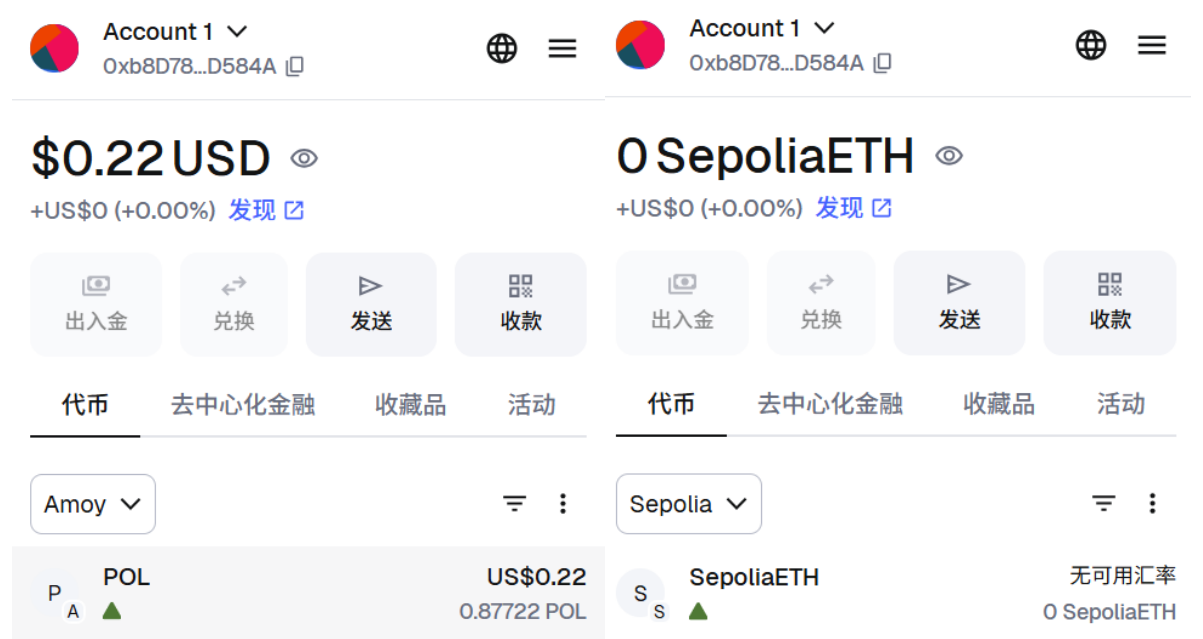 Account 1
0xb8D78...D584A
$0.22 USD
+US$0 (+0.00%) 发现
出入金 兑换 发送 收款
代币 去中心化金融 收藏品 活动
Amoy
P A POL US$0.22
0.87722 POL
Account 1
0xb8D78...D584A
0 SepoliaETH
+US$0 (+0.00%) 发现
出入金 兑换 发送 收款
代币 去中心化金融 收藏品 活动
Sepolia
S S SepoliaETH 无可用汇率
0 SepoliaETH